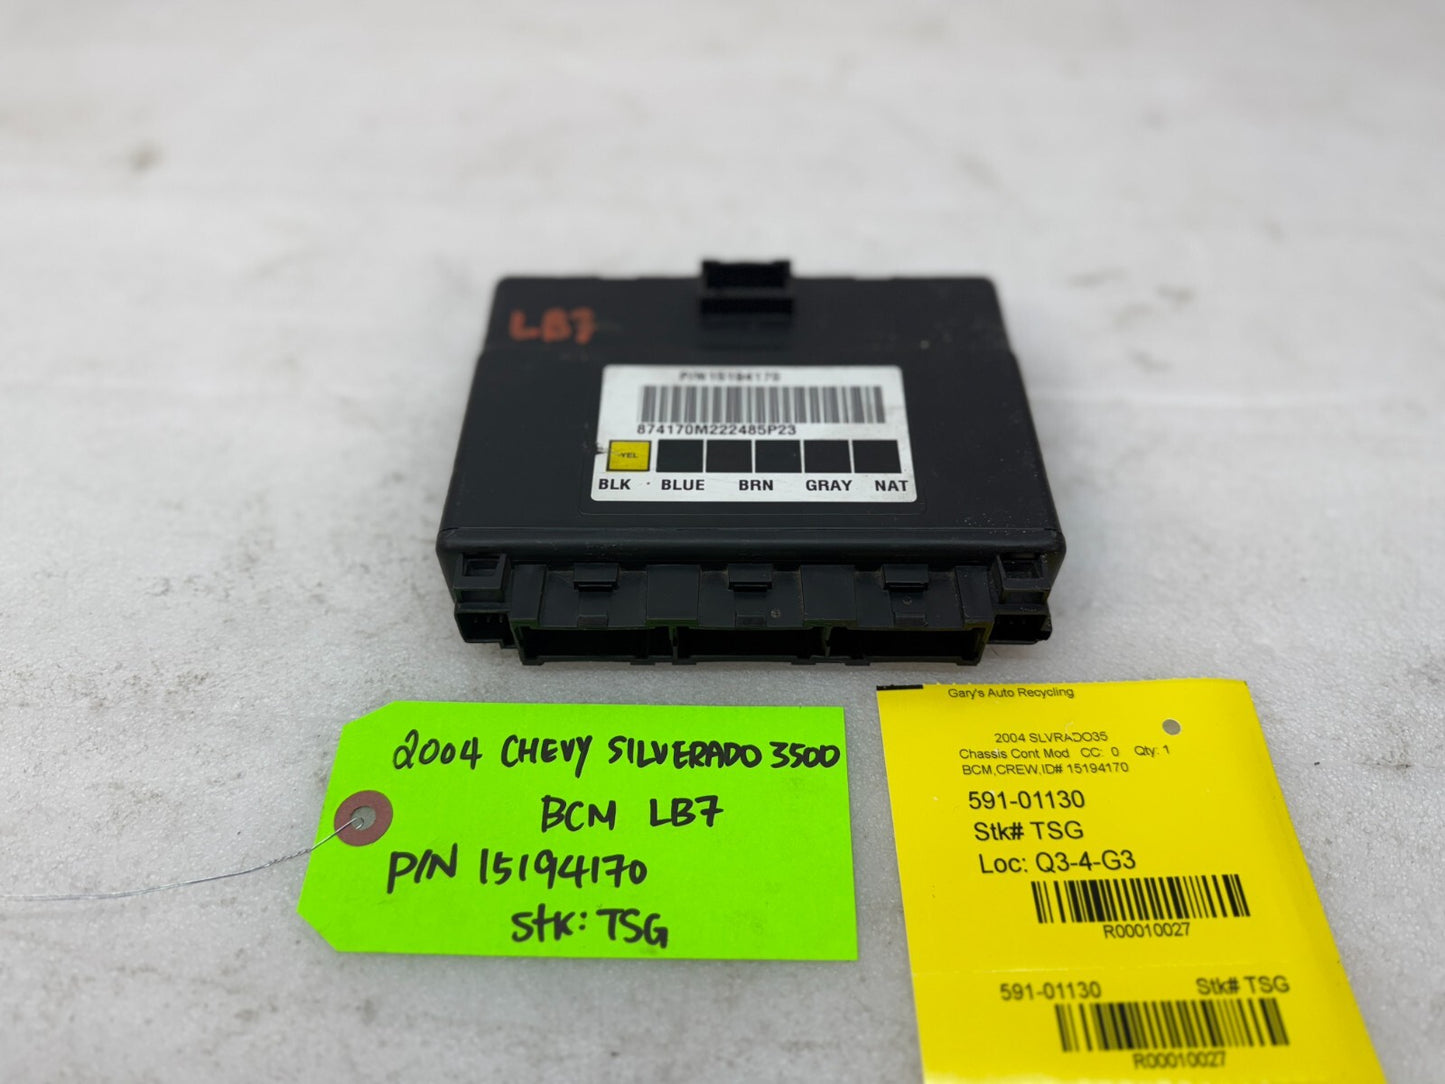 LB7
P/N 15194170
874170M222485P23
-YEL
BLK · BLUE BRN GRAY NAT
2004 CHEVY SILVERADO 3500
BCM LB7
P/N 15194170
Stk: TSG
Gary's Auto Recycling
2004 SLVRADO35
Chassis Cont Mod CC: 0 Qty: 1
BCM,CREW,ID# 15194170
591-01130
Stk# TSG
Loc: Q3-4-G3
R00010027
591-01130 Stk# TSG
R00010027